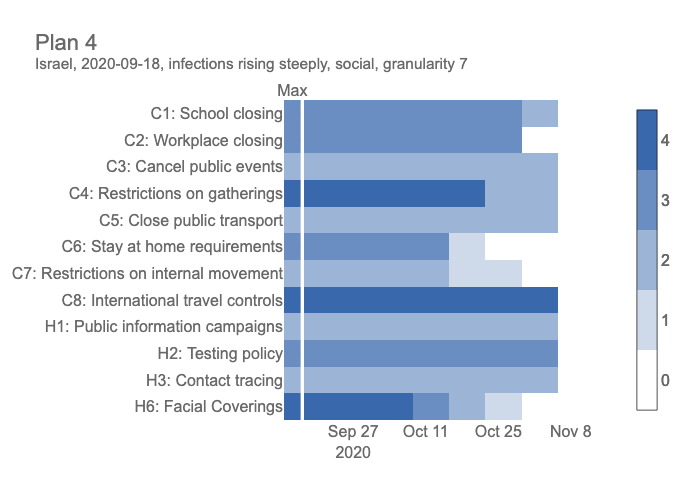 Plan 4
Israel, 2020-09-18, infections rising steeply, social, granularity 7
Max
C1: School closing
C2: Workplace closing
C3: Cancel public events
C4: Restrictions on gatherings
C5: Close public transport
C6: Stay at home requirements
C7: Restrictions on internal movement
C8: International travel controls
H1: Public information campaigns
H2: Testing policy
H3: Contact tracing
H6: Facial Coverings
Sep 27 Oct 11 Oct 25 Nov 8
2020
4
3
2
1
0